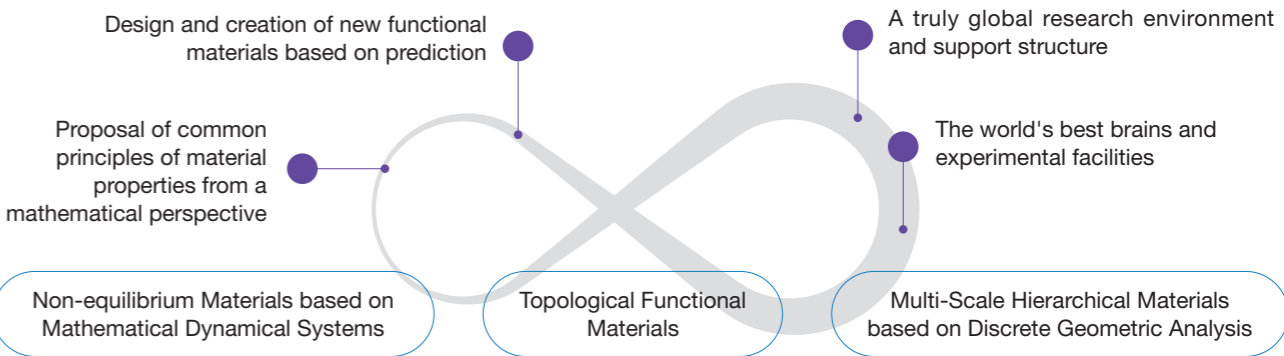 Design and creation of new functional
materials based on prediction
A truly global research environment
and support structure
Proposal of common
principles of material
properties from a
mathematical perspective
The world's best brains and
experimental facilities
Non-equilibrium Materials based on
Mathematical Dynamical Systems
Topological Functional
Materials
Multi-Scale Hierarchical Materials
based on Discrete Geometric Analysis